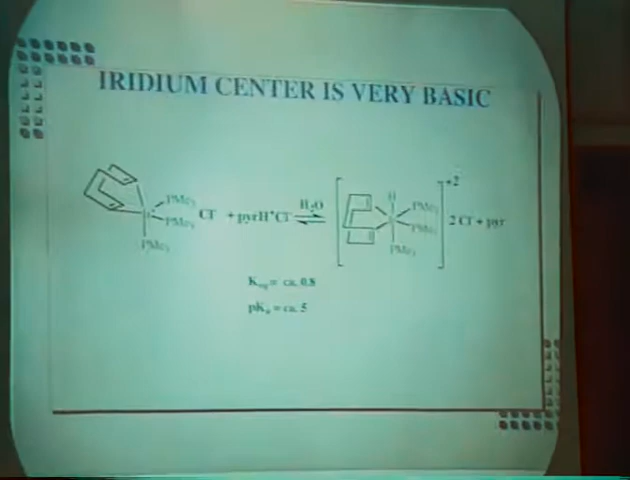 IRIDIUM CENTER IS VERY BASIC
PMe₃
PMe₃ Cl⁻ + pyrH⁺Cl⁻ H₂O
PMe₃
+2
H
PMe₃
PMe₃ 2 Cl⁻ + pyr
PMe₃
Keq = ca. 0.8
pKa = ca. 5